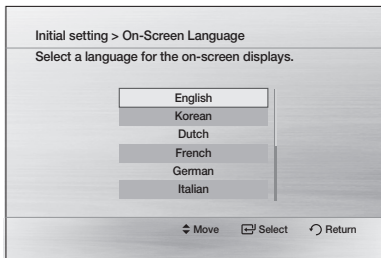 Initial setting > On-Screen Language
Select a language for the on-screen displays.
English
Korean
Dutch
French
German
Italian
Move Select Return